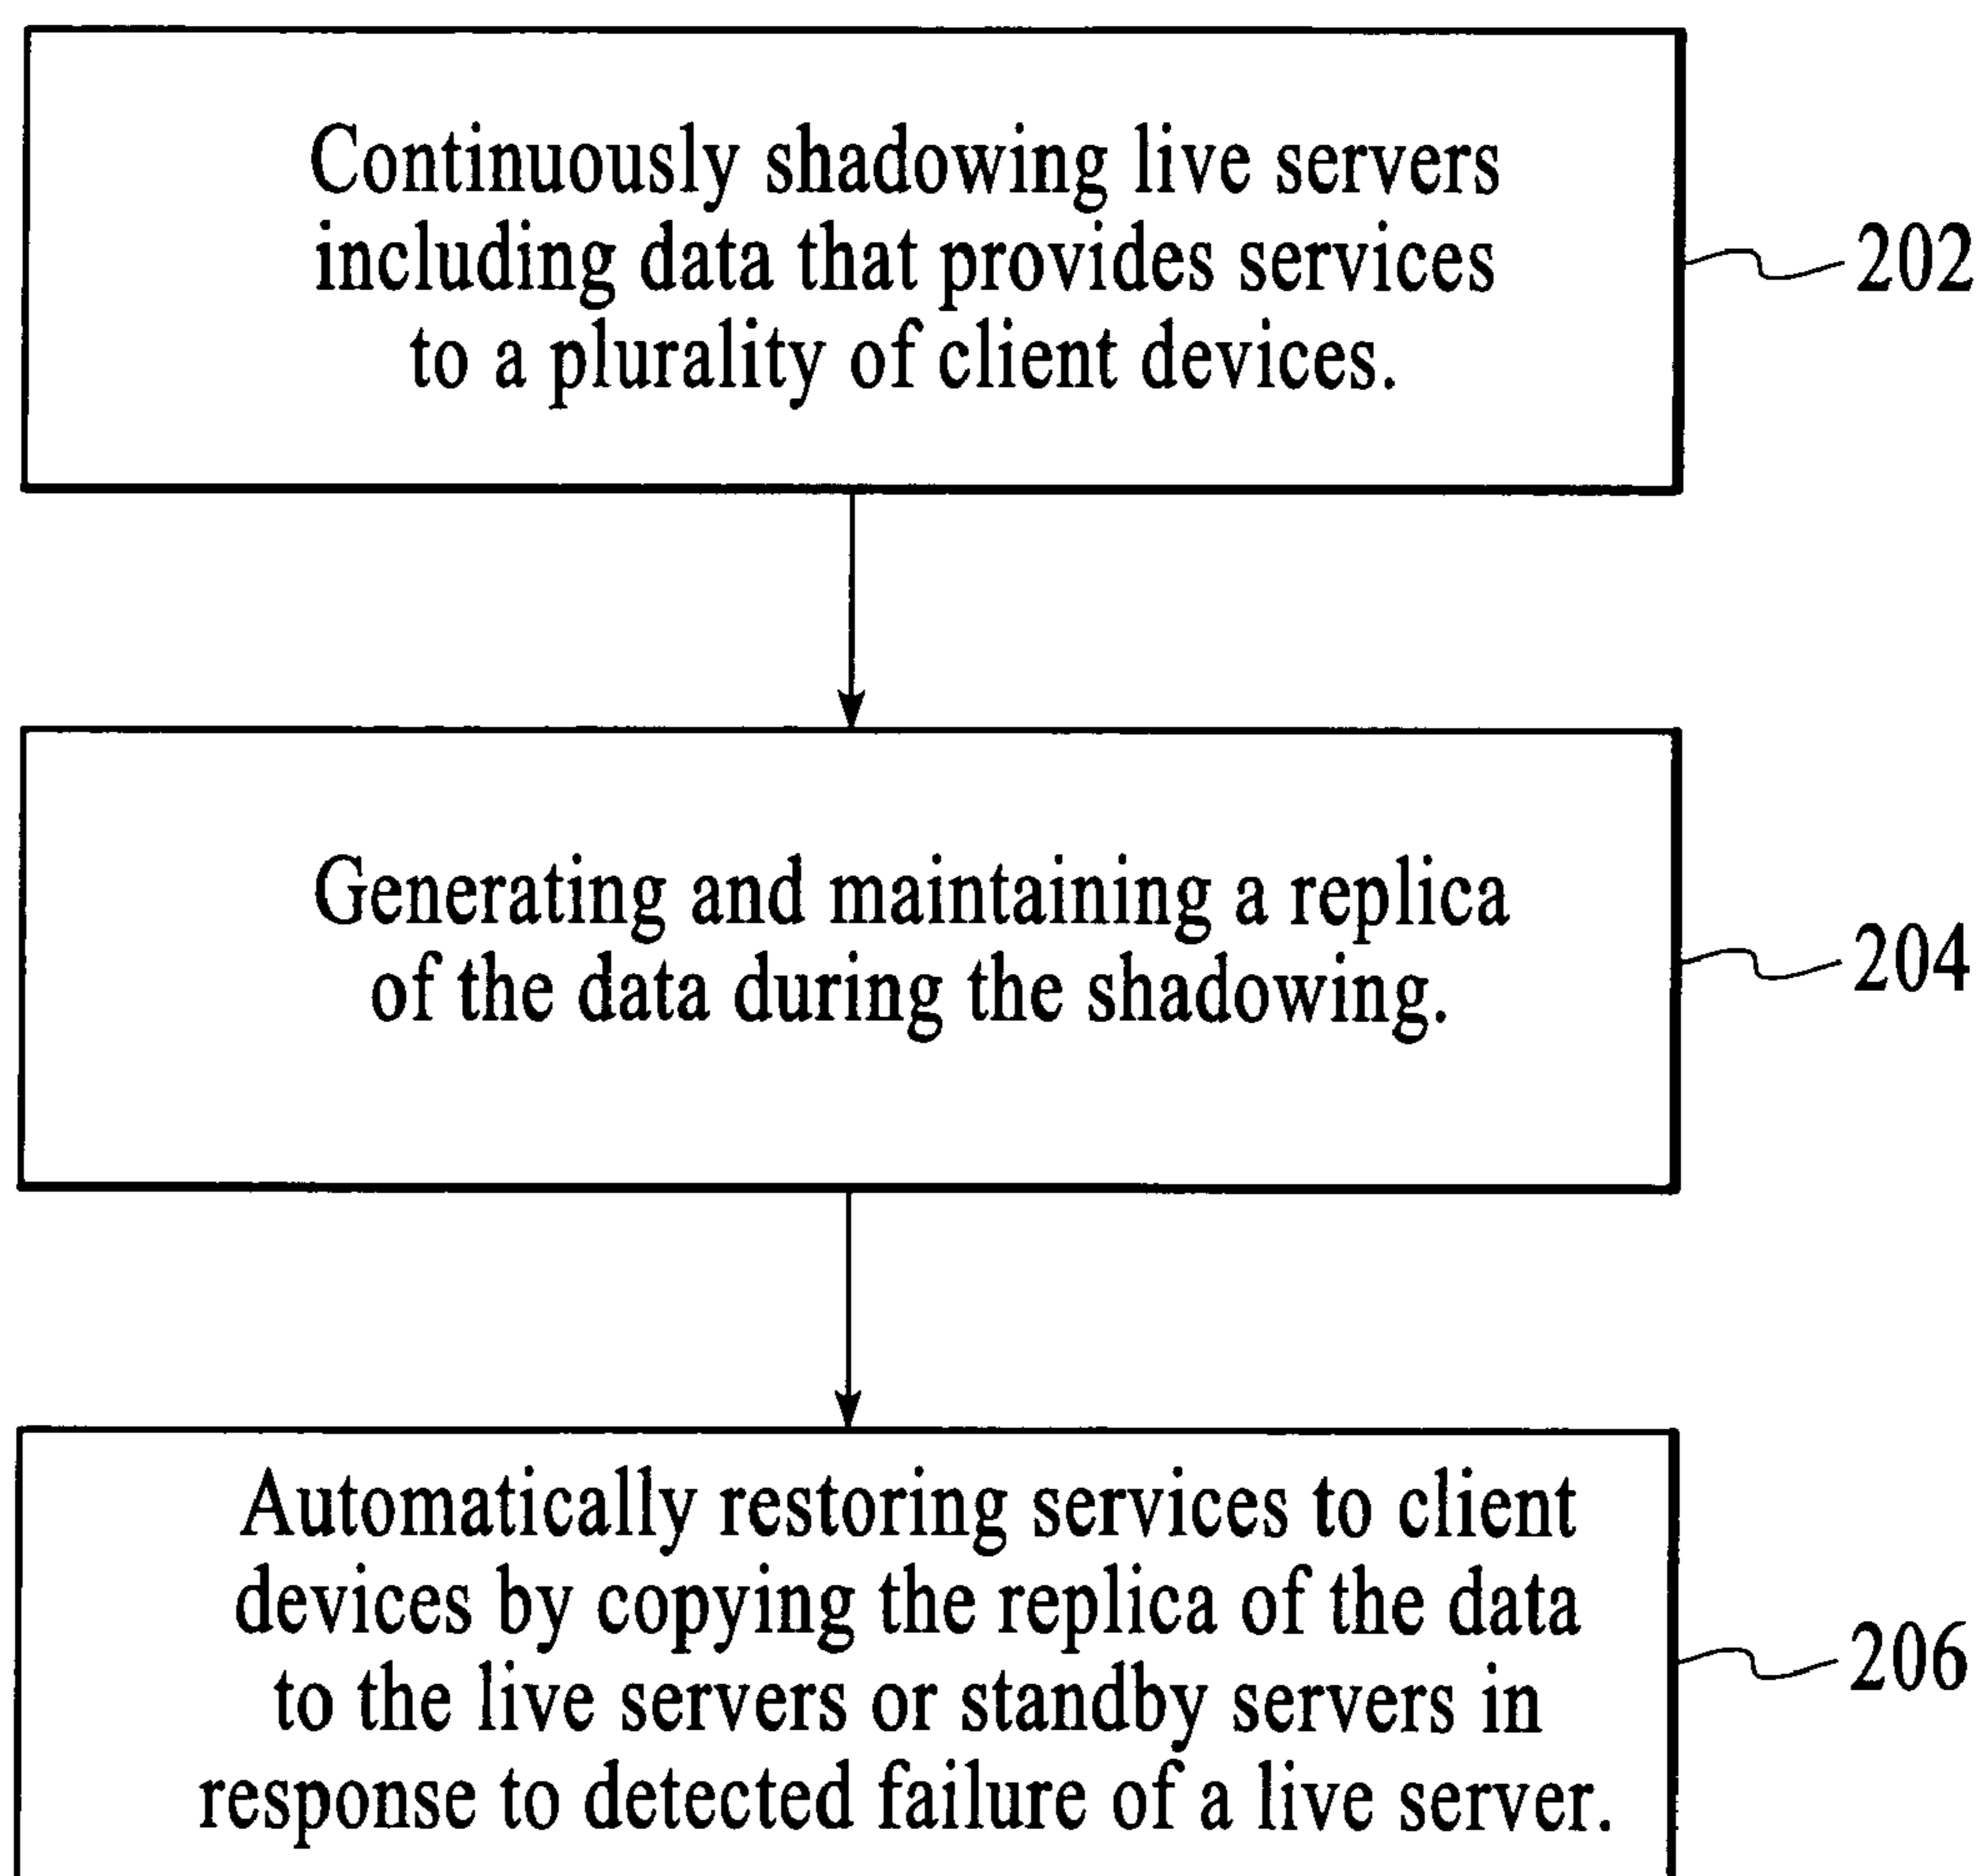 Continuously shadowing live servers
including data that provides services
to a plurality of client devices.
202
Generating and maintaining a replica
of the data during the shadowing.
204
Automatically restoring services to client
devices by copying the replica of the data
to the live servers or standby servers in
response to detected failure of a live server.
206